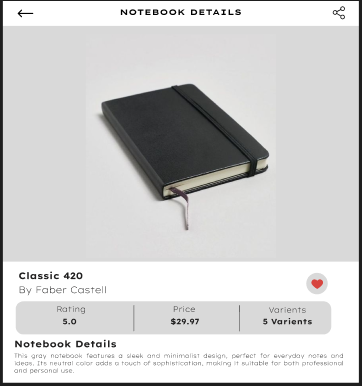 NOTEBOOK DETAILS
Classic 420
By Faber Castell
Rating
Price
Varients
5.0
$29.97
5 Varients
Notebook Details
This gray notebook features a sleek and minimalist design, perfect for everyday notes and
ideas. Its neutral color adds a touch of sophistication, making it suitable for both professional
and personal use.